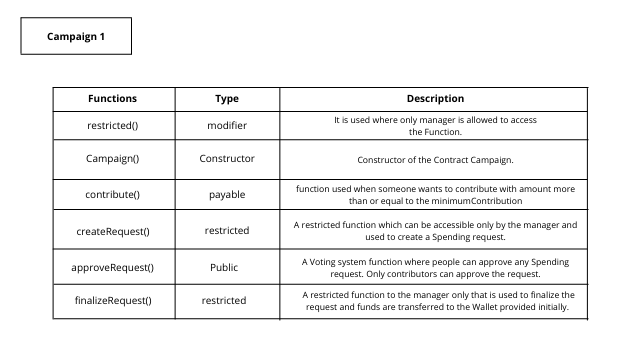 Campaign 1
Functions Type Description
restricted() modifier It is used where only manager is allowed to access
the Function.
Campaign() Constructor Constructor of the Contract Campaign.
contribute() payable function used when someone wants to contribute with amount more
than or equal to the minimumContribution
createRequest() restricted A restricted function which can be accessible only by the manager and
used to create a Spending request.
approveRequest() Public A Voting system function where people can approve any Spending
request. Only contributors can approve the request.
finalizeRequest() restricted A restricted function to the manager only that is used to finalize the
request and funds are transferred to the Wallet provided initially.